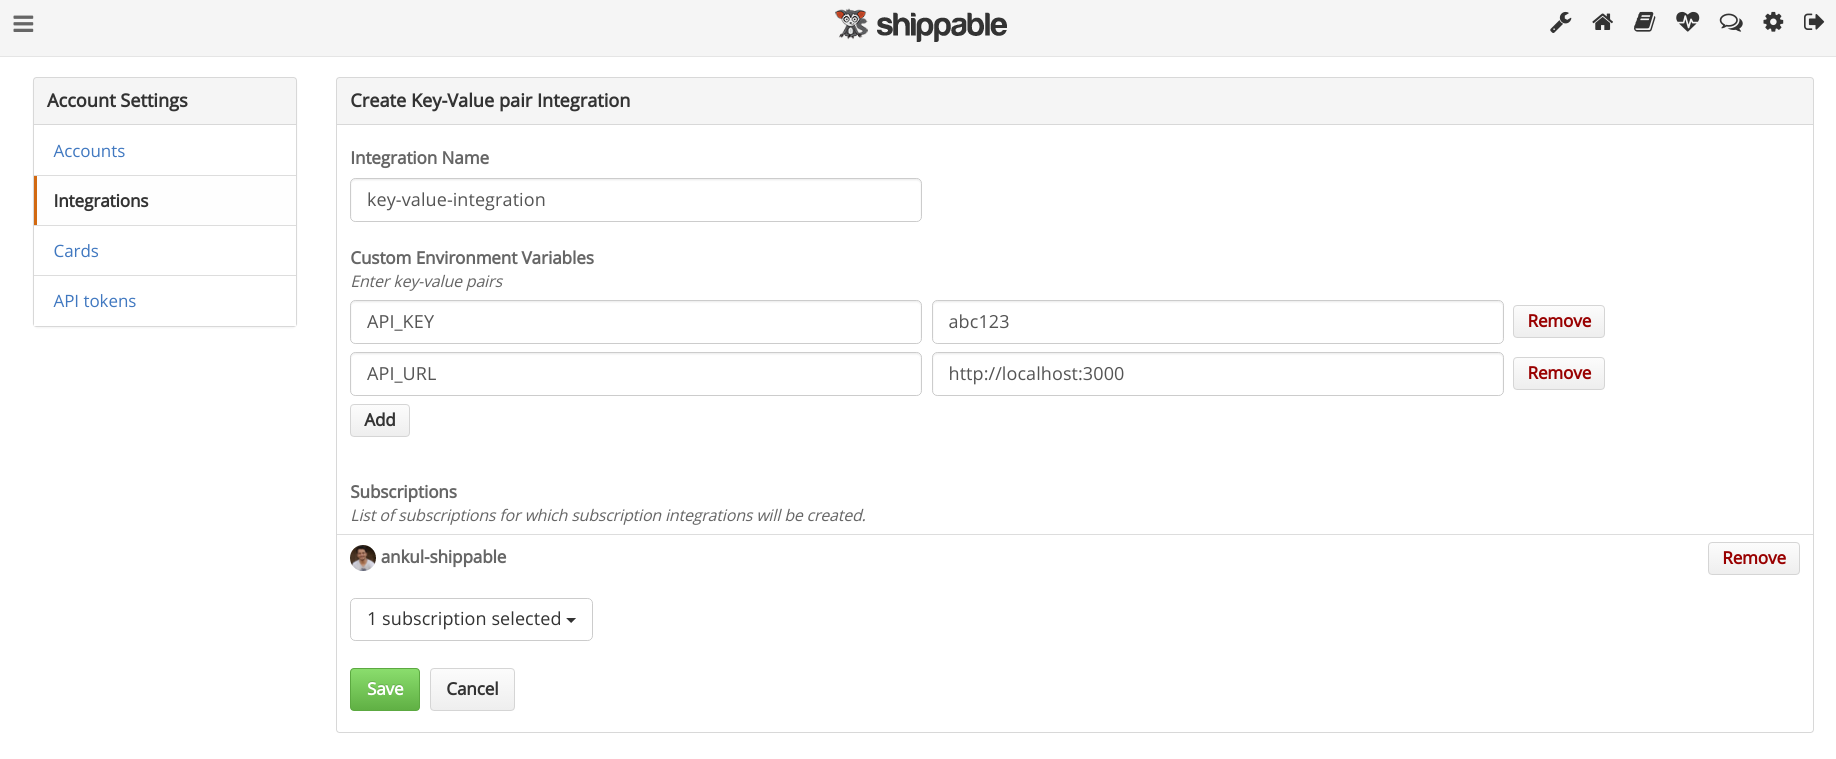 shippable
Account Settings
Accounts
Integrations
Cards
API tokens
Create Key-Value pair Integration
Integration Name
key-value-integration
Custom Environment Variables
Enter key-value pairs
API_KEY abc123 Remove
API_URL http://localhost:3000 Remove
Add
Subscriptions
List of subscriptions for which subscription integrations will be created.
ankul-shippable Remove
1 subscription selected
Save Cancel